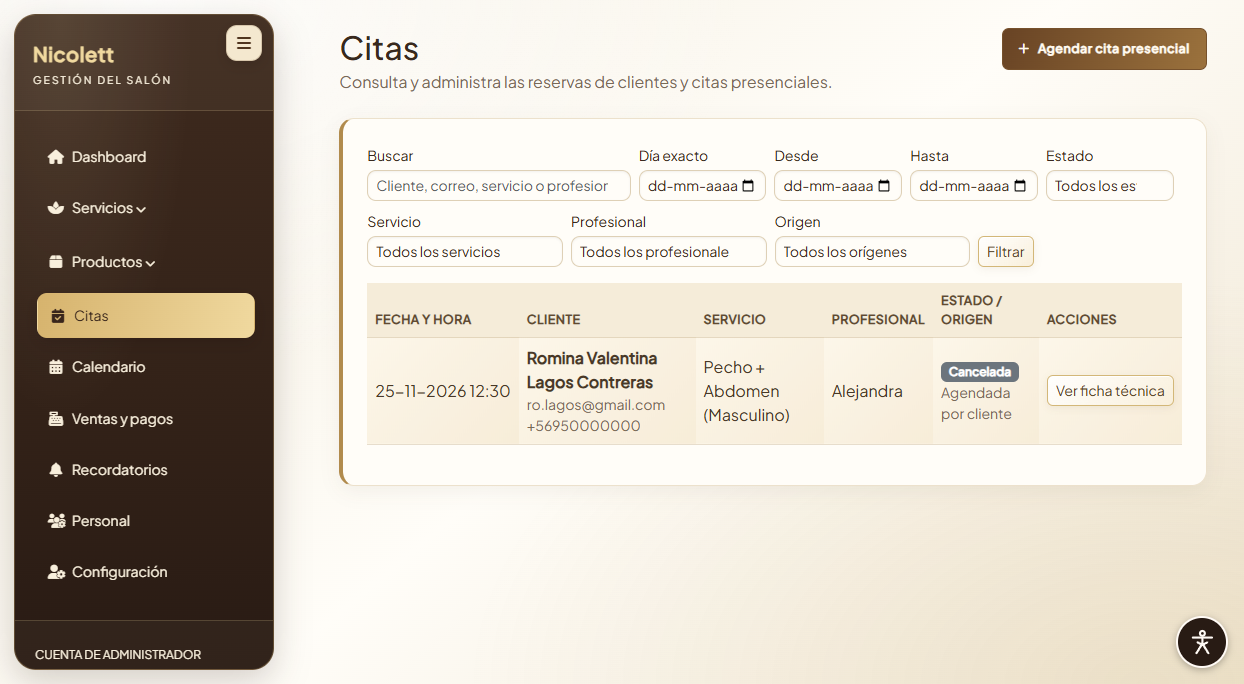 Nicolett
GESTIÓN DEL SALÓN
Dashboard
Servicios
Productos
Citas
Calendario
Ventas y pagos
Recordatorios
Personal
Configuración
CUENTA DE ADMINISTRADOR
Citas
Consulta y administra las reservas de clientes y citas presenciales.
+ Agendar cita presencial
Buscar
Cliente, correo, servicio o profesior
Día exacto
dd-mm-aaaa
Desde
dd-mm-aaaa
Hasta
dd-mm-aaaa
Estado
Todos los es
Servicio
Todos los servicios
Profesional
Todos los profesionale
Origen
Todos los orígenes
Filtrar
FECHA Y HORA
CLIENTE
SERVICIO
PROFESIONAL
ESTADO /
ORIGEN
ACCIONES
25-11-2026 12:30
Romina Valentina
Lagos Contreras
ro.lagos@gmail.com
+56950000000
Pecho +
Abdomen
(Masculino)
Alejandra
Cancelada
Agendada
por cliente
Ver ficha técnica